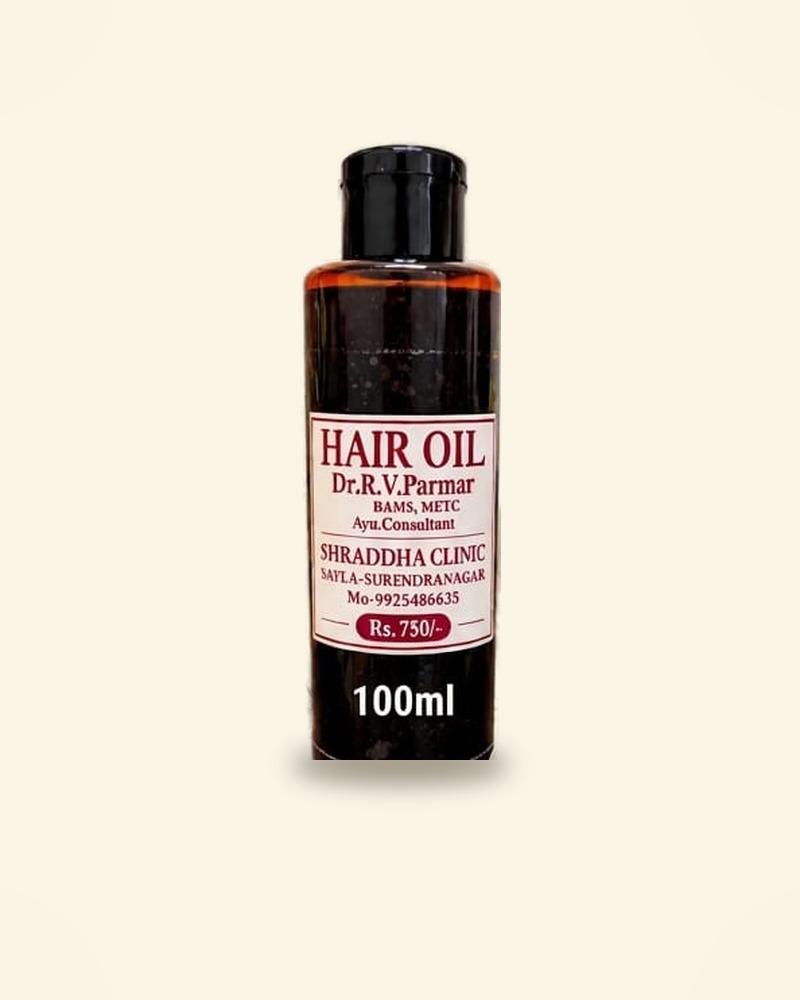 HAIR OIL
Dr.R.V.Parmar
BAMS, METC
Ayu.Consultant
SHRADDHA CLINIC
SAYLA-SURENDRANAGAR
Mo-9925486635
Rs. 750/-
100ml